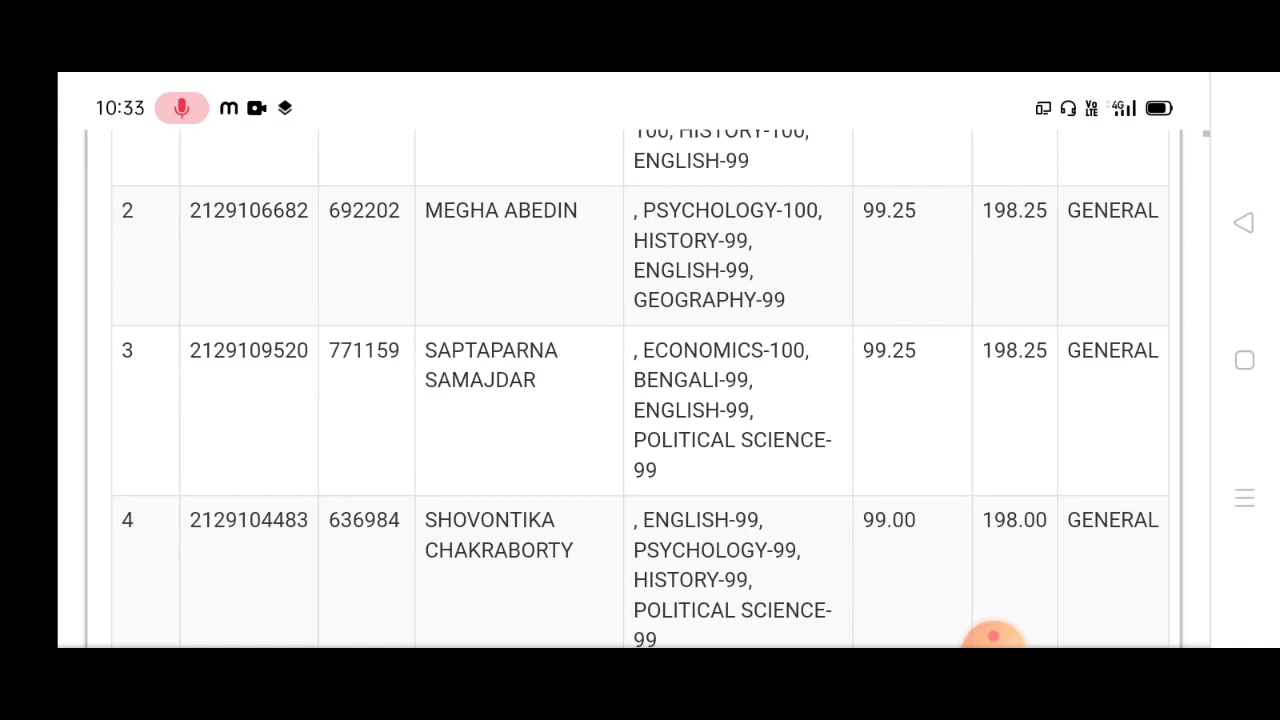 10:33 m Vo LTE 4G
100, HISTORY-100,
ENGLISH-99
2 2129106682 692202 MEGHA ABEDIN , PSYCHOLOGY-100, 99.25 198.25 GENERAL
HISTORY-99,
ENGLISH-99,
GEOGRAPHY-99
3 2129109520 771159 SAPTAPARNA , ECONOMICS-100, 99.25 198.25 GENERAL
SAMAJDAR BENGALI-99,
ENGLISH-99,
POLITICAL SCIENCE-
99
4 2129104483 636984 SHOVONTIKA , ENGLISH-99, 99.00 198.00 GENERAL
CHAKRABORTY PSYCHOLOGY-99,
HISTORY-99,
POLITICAL SCIENCE-
99